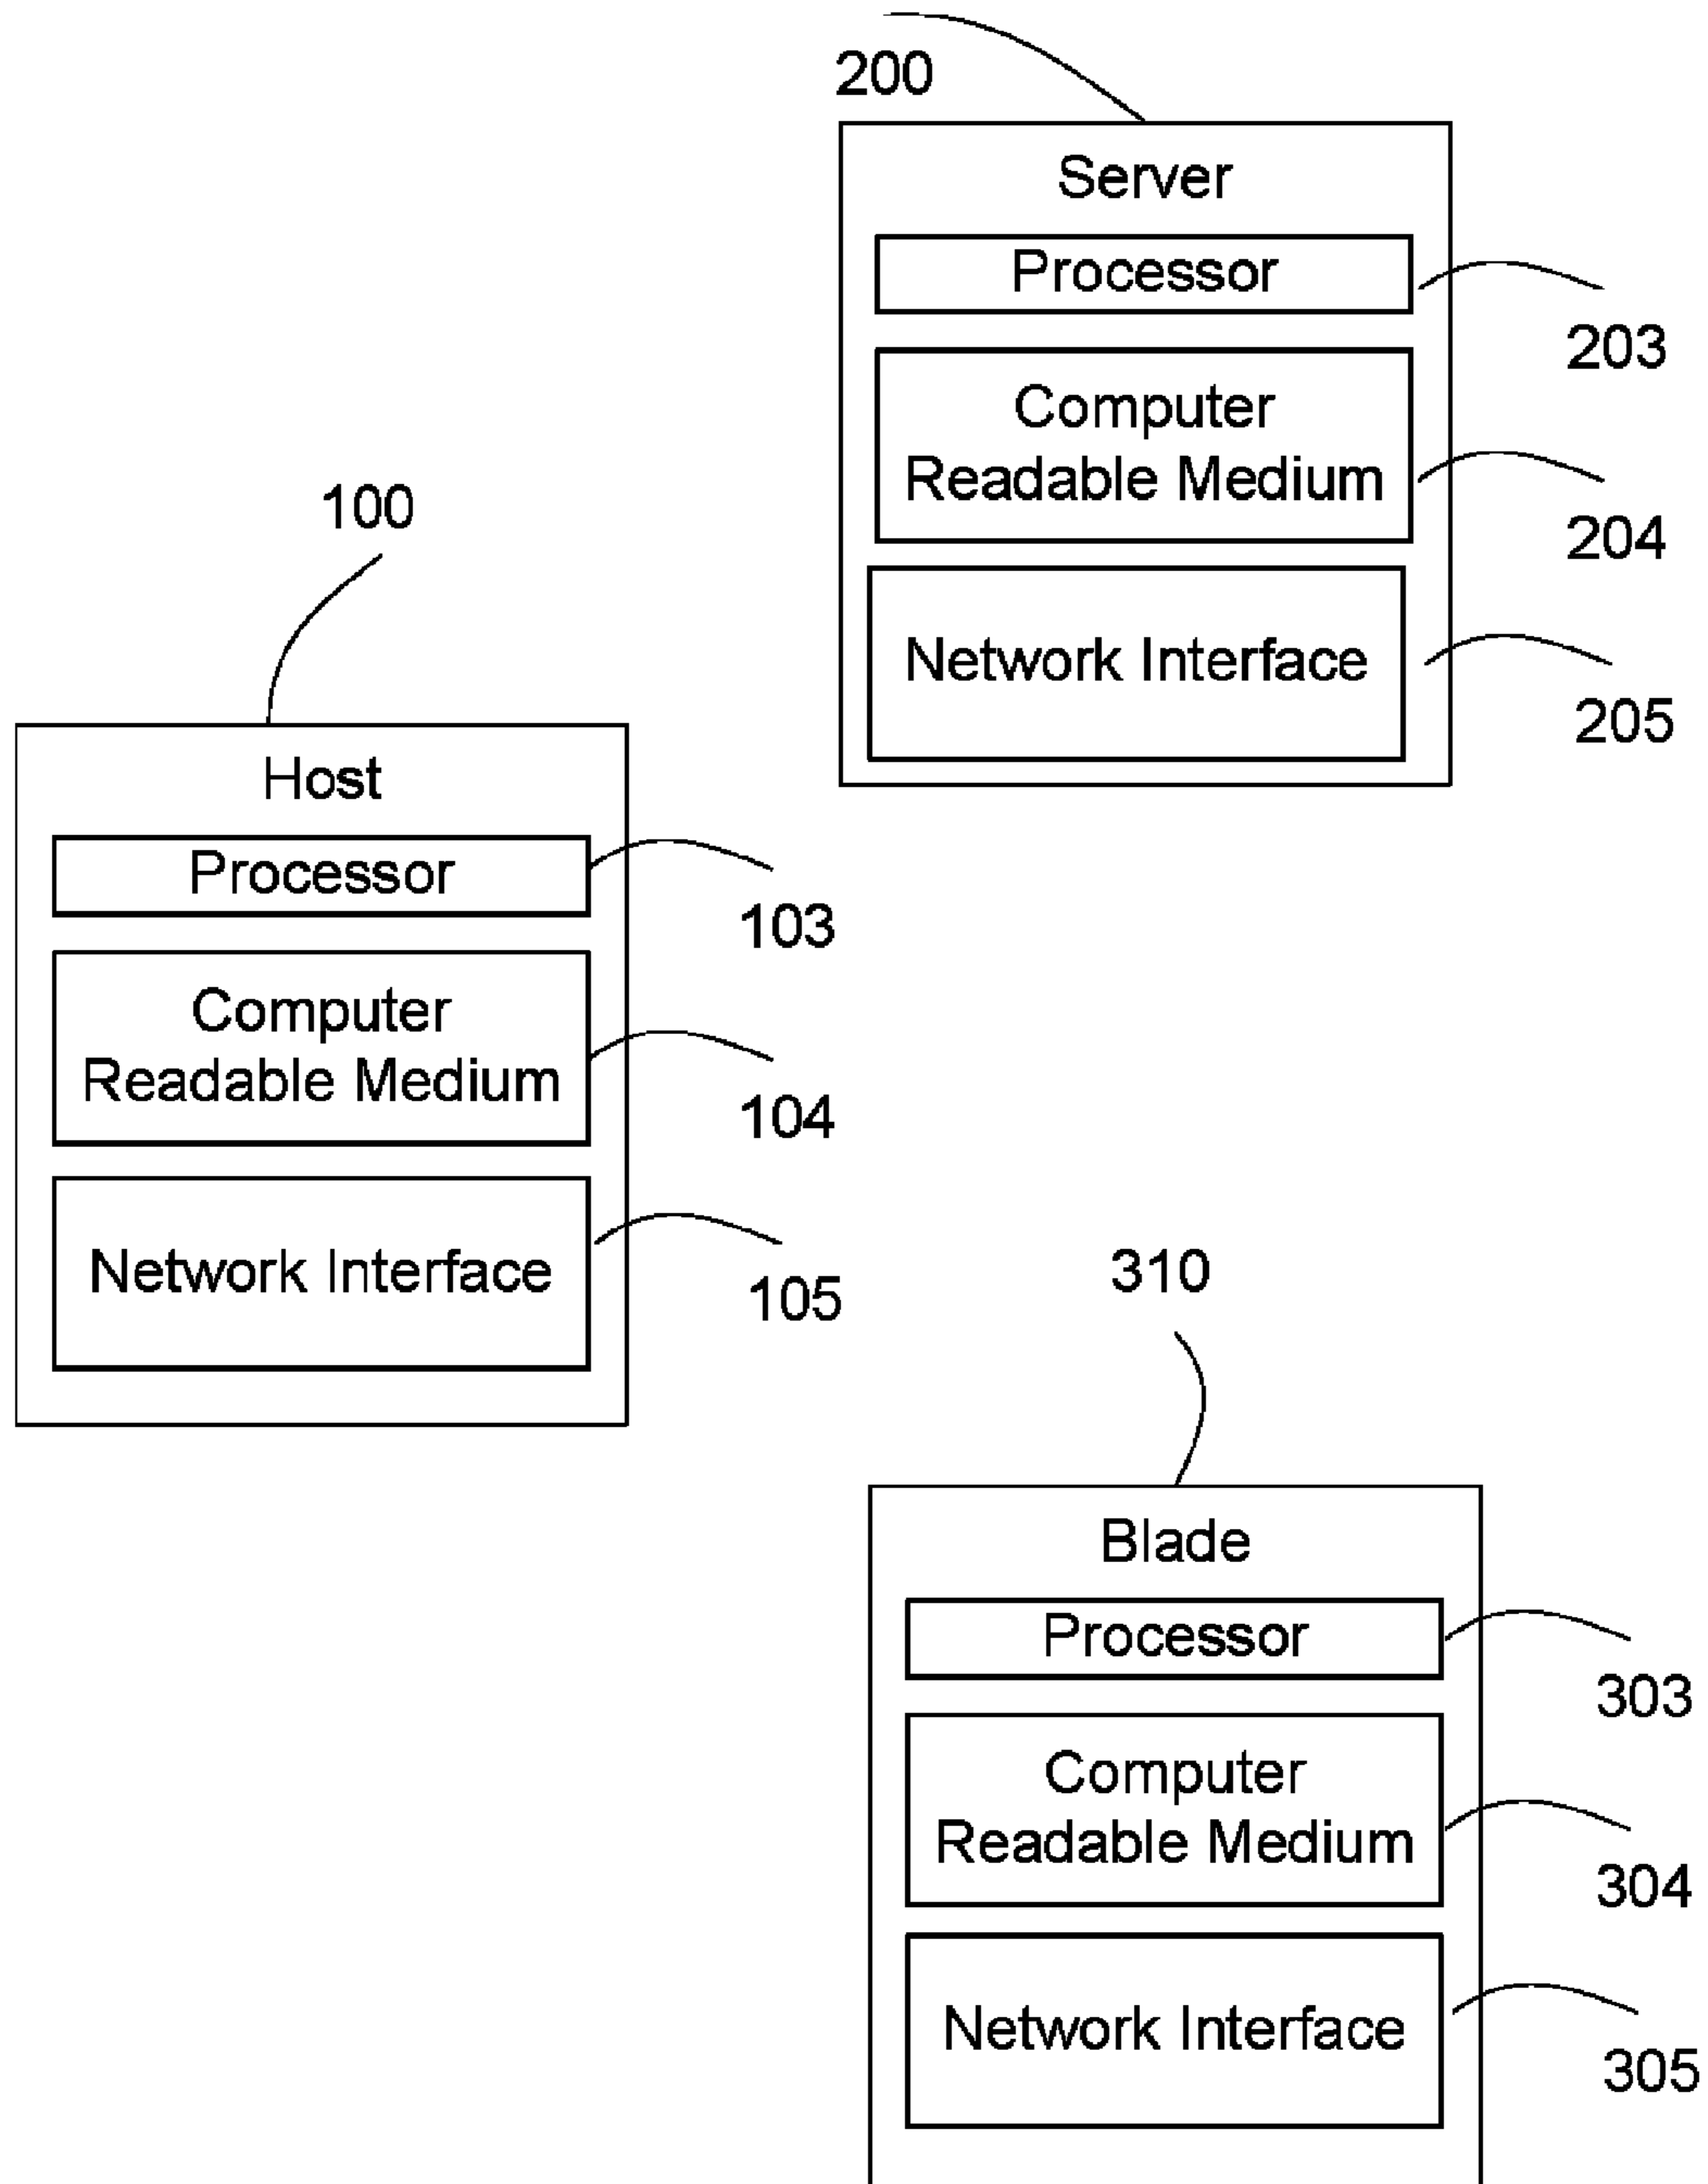 200
Server
Processor
203
Computer
Readable Medium
204
Network Interface
205
100
Host
Processor
103
Computer
Readable Medium
104
Network Interface
105
310
Blade
Processor
303
Computer
Readable Medium
304
Network Interface
305